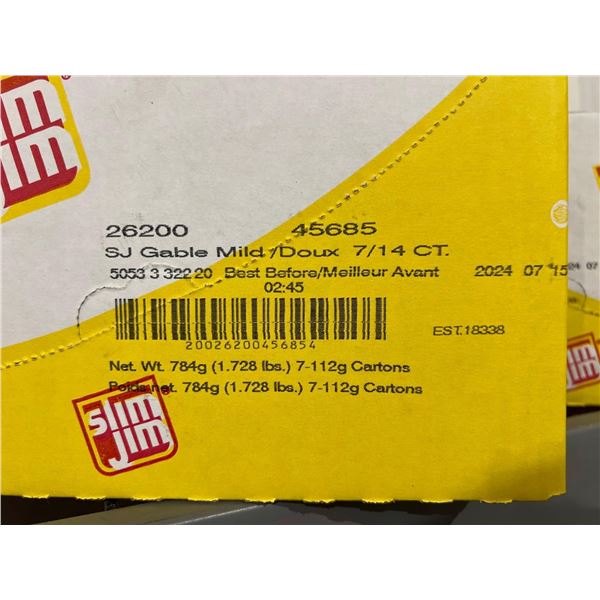 Slim
Jim
®
26200 45685
SJ Gable Mild /Doux 7/14 CT.
5053 3 322 20 Best Before/Meilleur Avant 2024 07 15
02:45
20026200456854
EST.18338
Net. Wt. 784g (1.728 lbs.) 7-112g Cartons
Poids net. 784g (1.728 lbs.) 7-112g Cartons
slim
jim
24 07